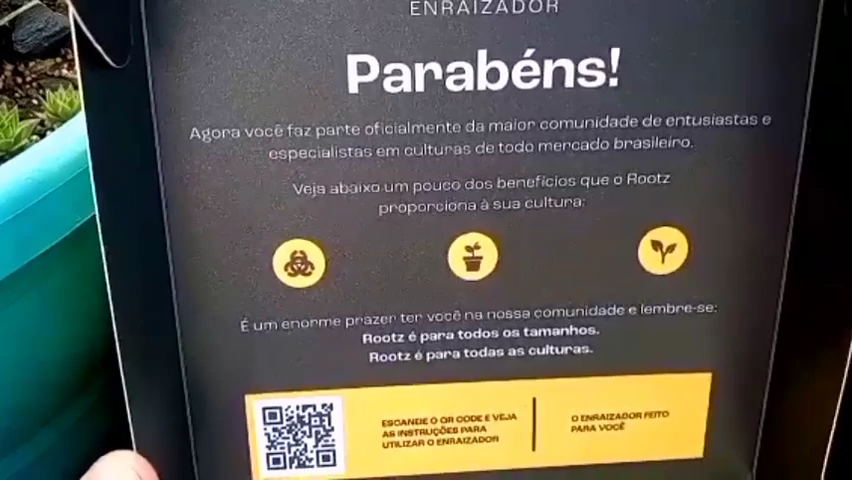 ENRAIZADOR
Parabéns!
Agora você faz parte oficialmente da maior comunidade de entusiastas e
especialistas em culturas de todo mercado brasileiro.
Veja abaixo um pouco dos benefícios que o Rootz
proporciona à sua cultura:
É um enorme prazer ter você na nossa comunidade e lembre-se:
Rootz é para todos os tamanhos.
Rootz é para todas as culturas.
ESCANEIE O QR CODE E VEJA
AS INSTRUÇÕES PARA
UTILIZAR O ENRAIZADOR
O ENRAIZADOR FEITO
PARA VOCÊ